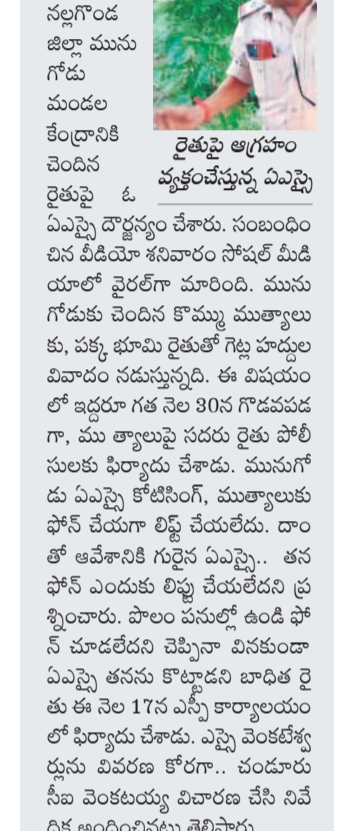 నల్లగొండ
జిల్లా మును
గోడు
మండల
కేంద్రానికి
చెందిన
రైతుపై ఓ
రైతుపై ఆగ్రహం
వ్యక్తంచేస్తున్న ఏఎస్సై
ఏఎస్సై దౌర్జన్యం చేశారు. సంబంధిం
చిన వీడియో శనివారం సోషల్ మీడి
యాలో వైరల్‌గా మారింది. మును
గోడుకు చెందిన కొమ్ము ముత్యాలు
కు, పక్క భూమి రైతుతో గెట్ల హద్దుల
వివాదం నడుస్తున్నది. ఈ విషయం
లో ఇద్దరూ గత నెల 30న గొడవపడ
గా, ము త్యాలుపై సదరు రైతు పోలీ
సులకు ఫిర్యాదు చేశాడు. మునుగో
డు ఏఎస్సై కోటిసింగ్, ముత్యాలుకు
ఫోన్ చేయగా లిఫ్ట్ చేయలేదు. దాం
తో ఆవేశానికి గురైన ఏఎస్సై.. తన
ఫోన్ ఎందుకు లిఫ్టు చేయలేదని ప్ర
శ్నించారు. పొలం పనుల్లో ఉండి ఫో
న్ చూడలేదని చెప్పినా వినకుండా
ఏఎస్సై తనను కొట్టాడని బాధిత రై
తు ఈ నెల 17న ఎస్పీ కార్యాలయం
లో ఫిర్యాదు చేశాడు. ఎస్సై వెంకటేశ్వ
ర్లును వివరణ కోరగా.. చండూరు
సీఐ వెంకటయ్య విచారణ చేసి నివే
దిక అందించినట్టు తెలిపారు.